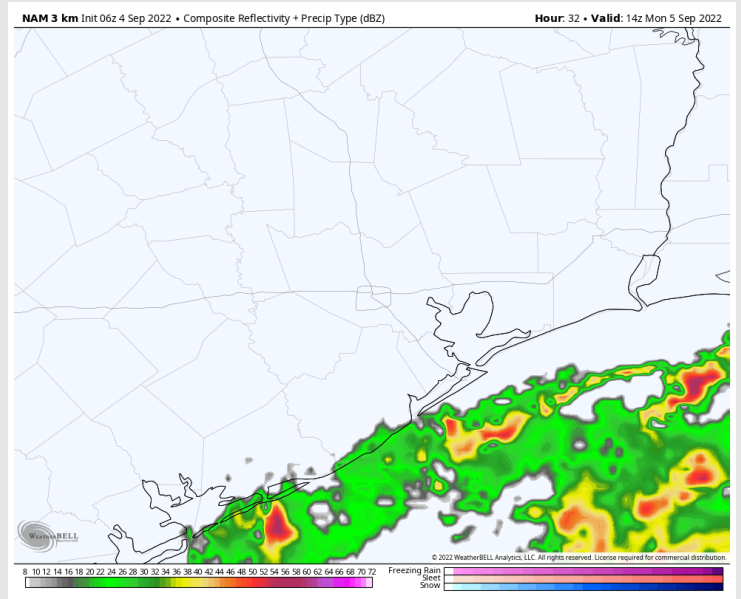 NAM 3 km Init 06z 4 Sep 2022 • Composite Reflectivity + Precip Type (dBZ) Hour: 32 • Valid: 14z Mon 5 Sep 2022
WEATHERBELL
© 2022 WeatherBELL Analytics, LLC. All rights reserved. License required for commercial distribution.
8 10 12 14 16 18 20 22 24 26 28 30 32 34 36 38 40 42 44 46 48 50 52 54 56 58 60 62 64 66 68 70 72
Freezing Rain
Sleet
Snow